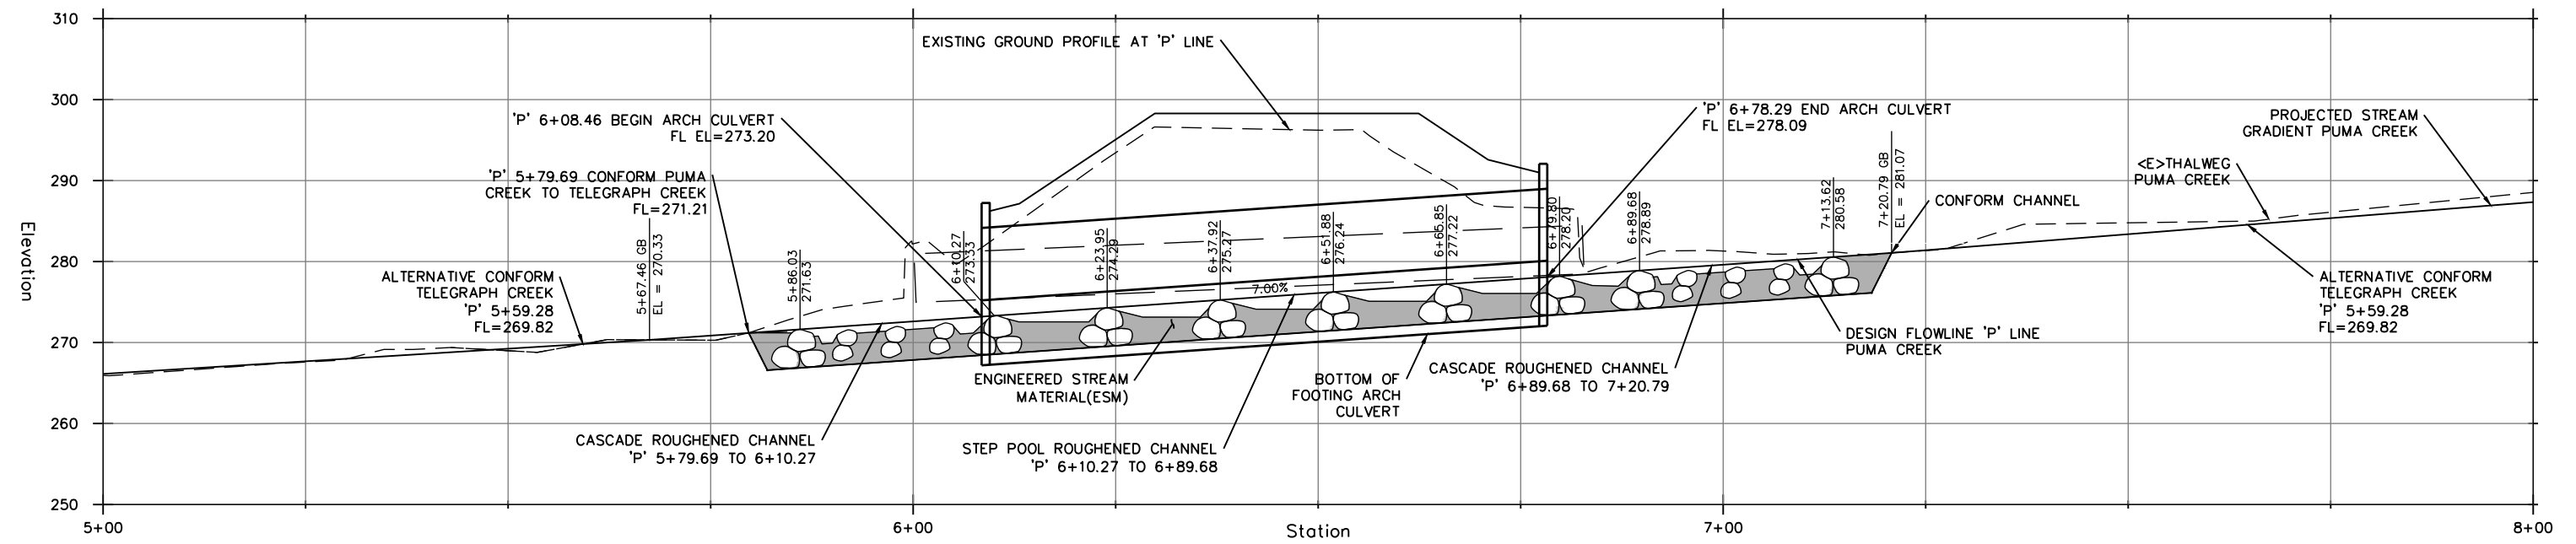 310
300
290
280
270
260
250
Elevation
5+00
6+00
7+00
8+00
Station
EXISTING GROUND PROFILE AT 'P' LINE
'P' 6+08.46 BEGIN ARCH CULVERT
FL EL=273.20
'P' 5+79.69 CONFORM PUMA
CREEK TO TELEGRAPH CREEK
FL=271.21
ALTERNATIVE CONFORM
TELEGRAPH CREEK
'P' 5+59.28
FL=269.82
5+67.46 GB
EL = 270.33
5+86.03
271.63
6+10.27
273.33
6+23.95
274.29
6+37.92
275.27
6+51.88
276.24
6+65.85
277.22
6+79.80
278.20
6+89.68
278.89
7+13.62
280.58
7+20.79 GB
EL = 281.07
7.00%
'P' 6+78.29 END ARCH CULVERT
FL EL=278.09
CONFORM CHANNEL
<E>THALWEG
PUMA CREEK
PROJECTED STREAM
GRADIENT PUMA CREEK
ALTERNATIVE CONFORM
TELEGRAPH CREEK
'P' 5+59.28
FL=269.82
DESIGN FLOWLINE 'P' LINE
PUMA CREEK
CASCADE ROUGHENED CHANNEL
'P' 6+89.68 TO 7+20.79
BOTTOM OF
FOOTING ARCH
CULVERT
ENGINEERED STREAM
MATERIAL(ESM)
STEP POOL ROUGHENED CHANNEL
'P' 6+10.27 TO 6+89.68
CASCADE ROUGHENED CHANNEL
'P' 5+79.69 TO 6+10.27